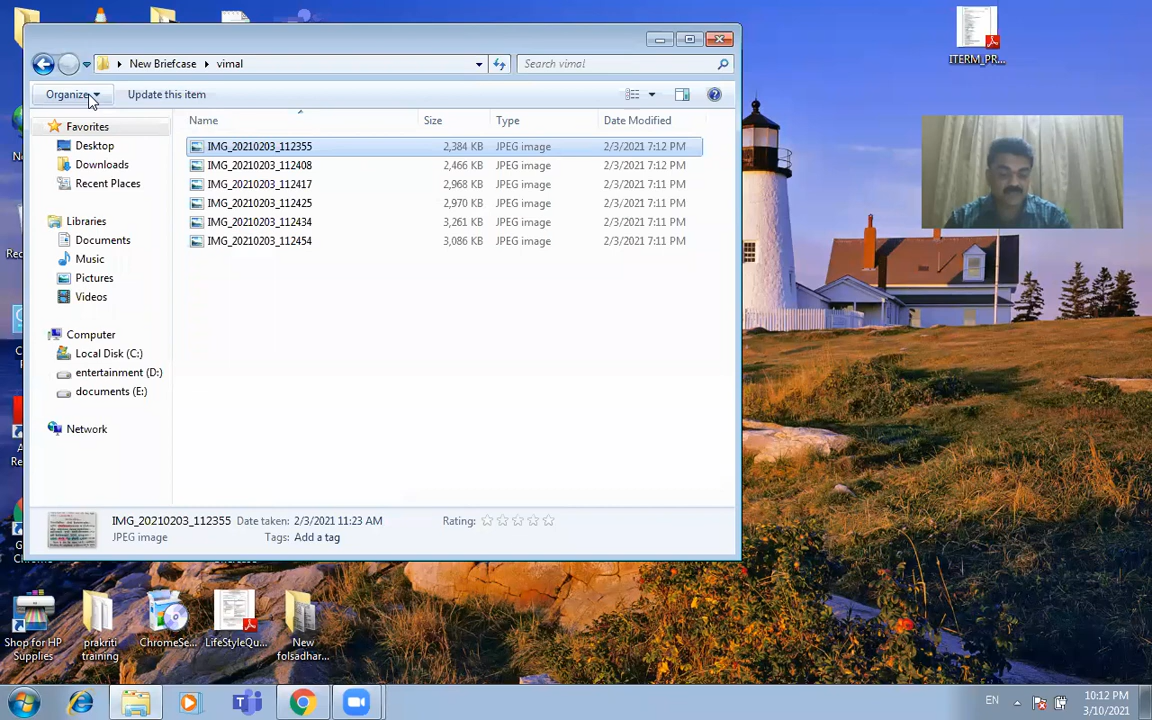 ITERM_PR...
New Briefcase
vimal
Search vimal
Organize
Update this item
Name
Size
Type
Date Modified
IMG_20210203_112355 2,384 KB JPEG image 2/3/2021 7:12 PM
IMG_20210203_112408 2,466 KB JPEG image 2/3/2021 7:12 PM
IMG_20210203_112417 2,968 KB JPEG image 2/3/2021 7:11 PM
IMG_20210203_112425 2,970 KB JPEG image 2/3/2021 7:11 PM
IMG_20210203_112434 3,261 KB JPEG image 2/3/2021 7:11 PM
IMG_20210203_112454 3,086 KB JPEG image 2/3/2021 7:11 PM
Favorites
Desktop
Downloads
Recent Places
Libraries
Documents
Music
Pictures
Videos
Computer
Local Disk (C:)
entertainment (D:)
documents (E:)
Network
IMG_20210203_112355 Date taken: 2/3/2021 11:23 AM
Rating:
JPEG image
Tags: Add a tag
Shop for HP
Supplies
prakriti
training
ChromeSe...
LifeStyleQu...
New
folsadhar...
EN
10:12 PM
3/10/2021